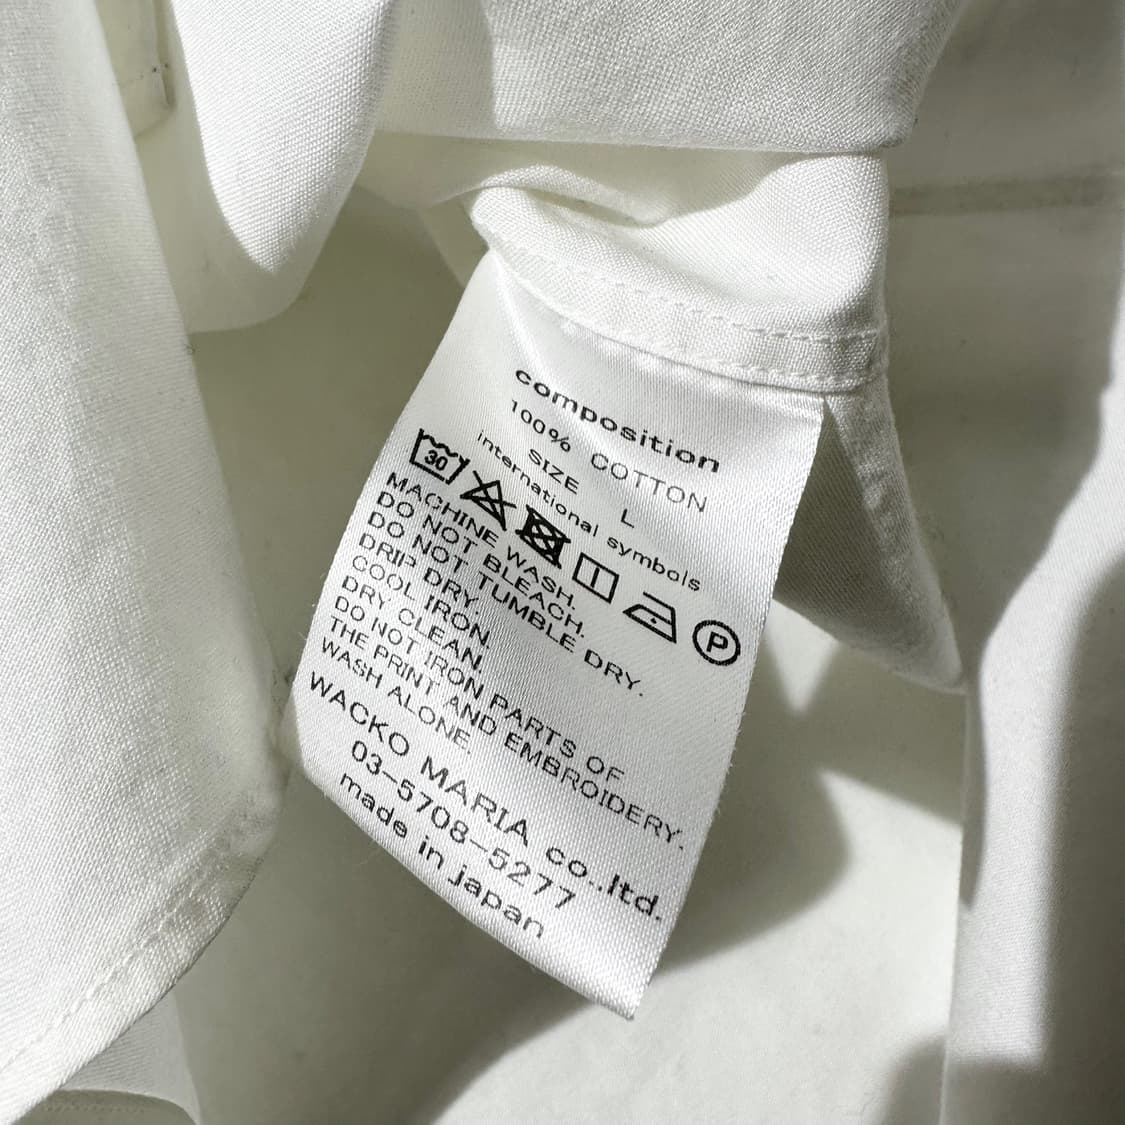 composition
100% COTTON
SIZE L
international symbols
30 P
MACHINE WASH.
DO NOT BLEACH.
DO NOT TUMBLE DRY.
DRIP DRY.
COOL IRON.
DRY CLEAN.
DO NOT IRON PARTS OF
THE PRINT AND EMBROIDERY.
WASH ALONE.
WACKO MARIA co.,ltd.
03-5708-5277
made in japan